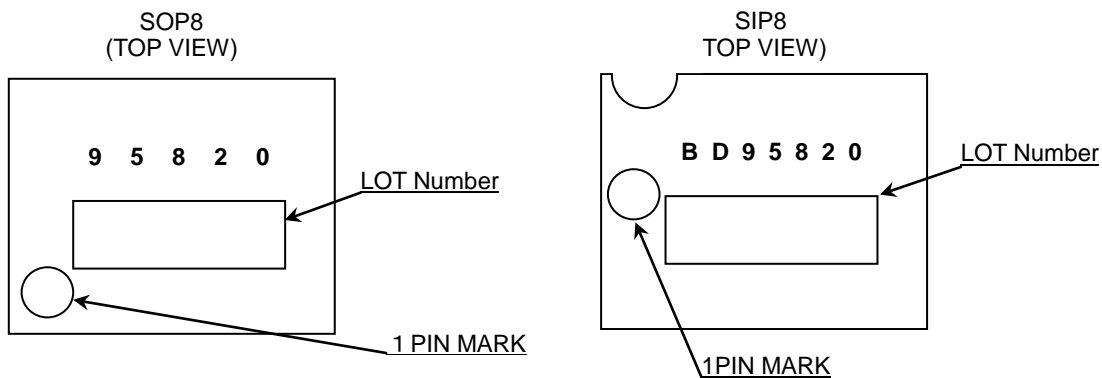 SOP8
(TOP VIEW)
9 5 8 2 0
LOT Number
1 PIN MARK
SIP8
TOP VIEW)
B D 9 5 8 2 0
LOT Number
1PIN MARK